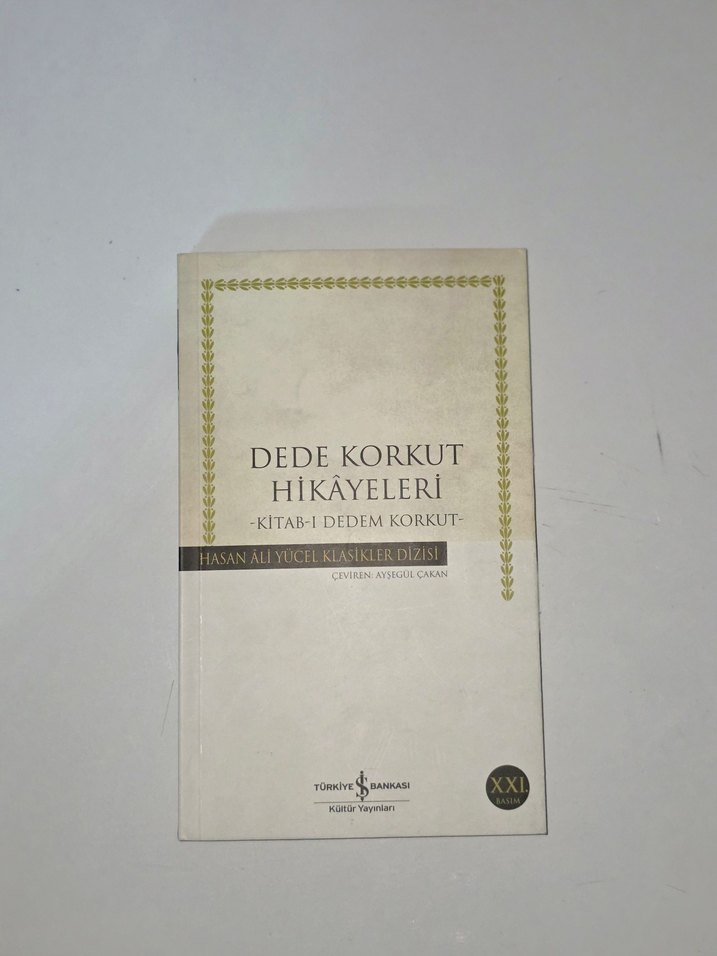 DEDE KORKUT
HİKÂYELERİ
-KİTAB-I DEDEM KORKUT-
HASAN ÂLİ YÜCEL KLASİKLER DİZİSİ
ÇEVİREN: AYŞEGÜL ÇAKAN
TÜRKİYE İŞ BANKASI
Kültür Yayınları
XXI.
BASIM